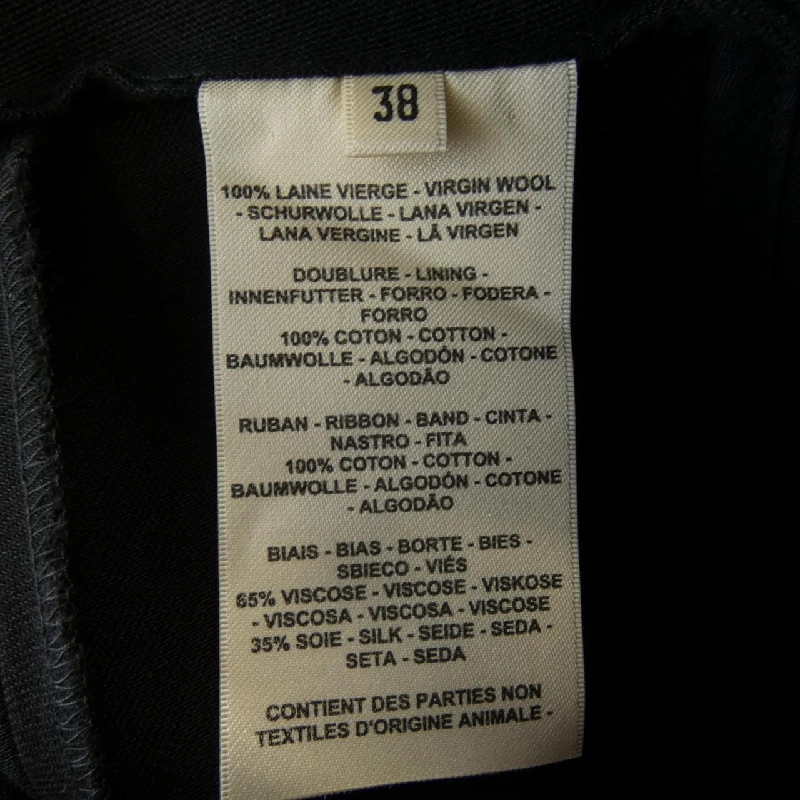 38
100% LAINE VIERGE - VIRGIN WOOL
- SCHURWOLLE - LANA VIRGEN -
LANA VERGINE - LÃ VIRGEN
DOUBLURE - LINING -
INNENFUTTER - FORRO - FODERA -
FORRO
100% COTON - COTTON -
BAUMWOLLE - ALGODÓN - COTONE
- ALGODÃO
RUBAN - RIBBON - BAND - CINTA -
NASTRO - FITA
100% COTON - COTTON -
BAUMWOLLE - ALGODÓN - COTONE
- ALGODÃO
BIAIS - BIAS - BORTE - BIES -
SBIECO - VIÉS
65% VISCOSE - VISCOSE - VISKOSE
- VISCOSA - VISCOSA - VISCOSE
35% SOIE - SILK - SEIDE - SEDA -
SETA - SEDA
CONTIENT DES PARTIES NON
TEXTILES D'ORIGINE ANIMALE -